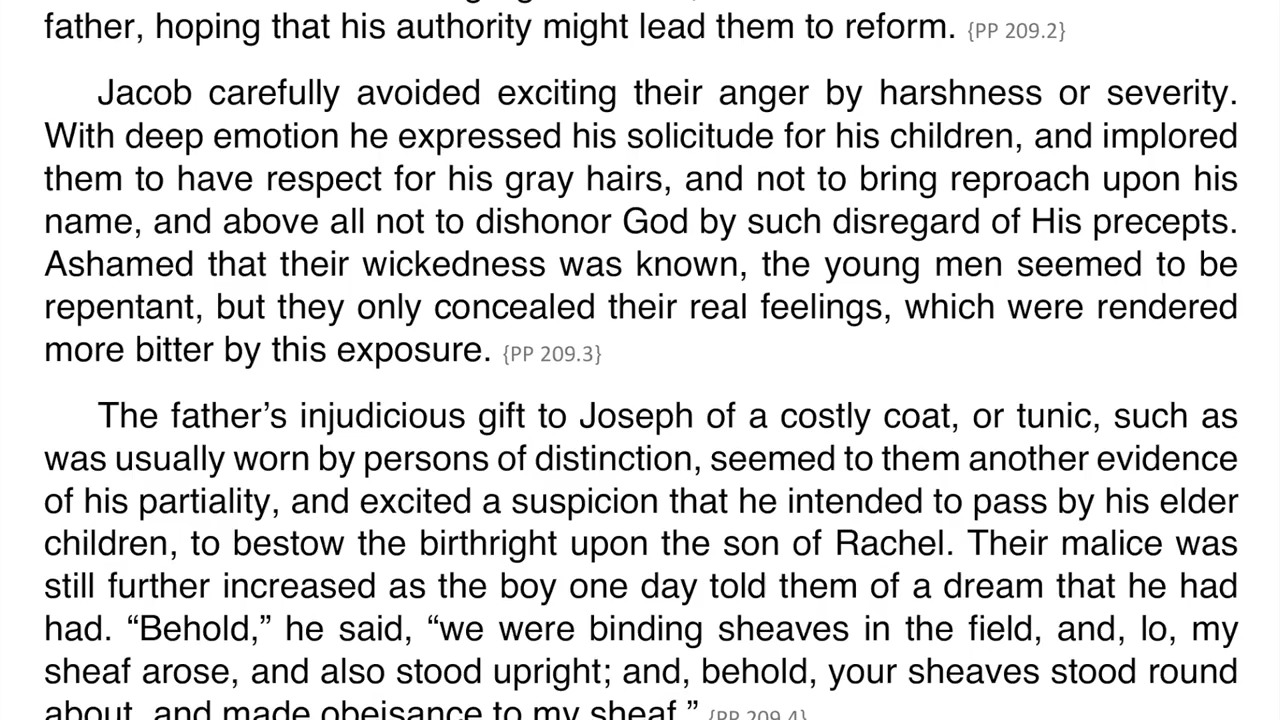 father, hoping that his authority might lead them to reform. {PP 209.2}
Jacob carefully avoided exciting their anger by harshness or severity.
With deep emotion he expressed his solicitude for his children, and implored
them to have respect for his gray hairs, and not to bring reproach upon his
name, and above all not to dishonor God by such disregard of His precepts.
Ashamed that their wickedness was known, the young men seemed to be
repentant, but they only concealed their real feelings, which were rendered
more bitter by this exposure. {PP 209.3}
The father’s injudicious gift to Joseph of a costly coat, or tunic, such as
was usually worn by persons of distinction, seemed to them another evidence
of his partiality, and excited a suspicion that he intended to pass by his elder
children, to bestow the birthright upon the son of Rachel. Their malice was
still further increased as the boy one day told them of a dream that he had
had. “Behold,” he said, “we were binding sheaves in the field, and, lo, my
sheaf arose, and also stood upright; and, behold, your sheaves stood round
about, and made obeisance to my sheaf.” {PP 209.4}